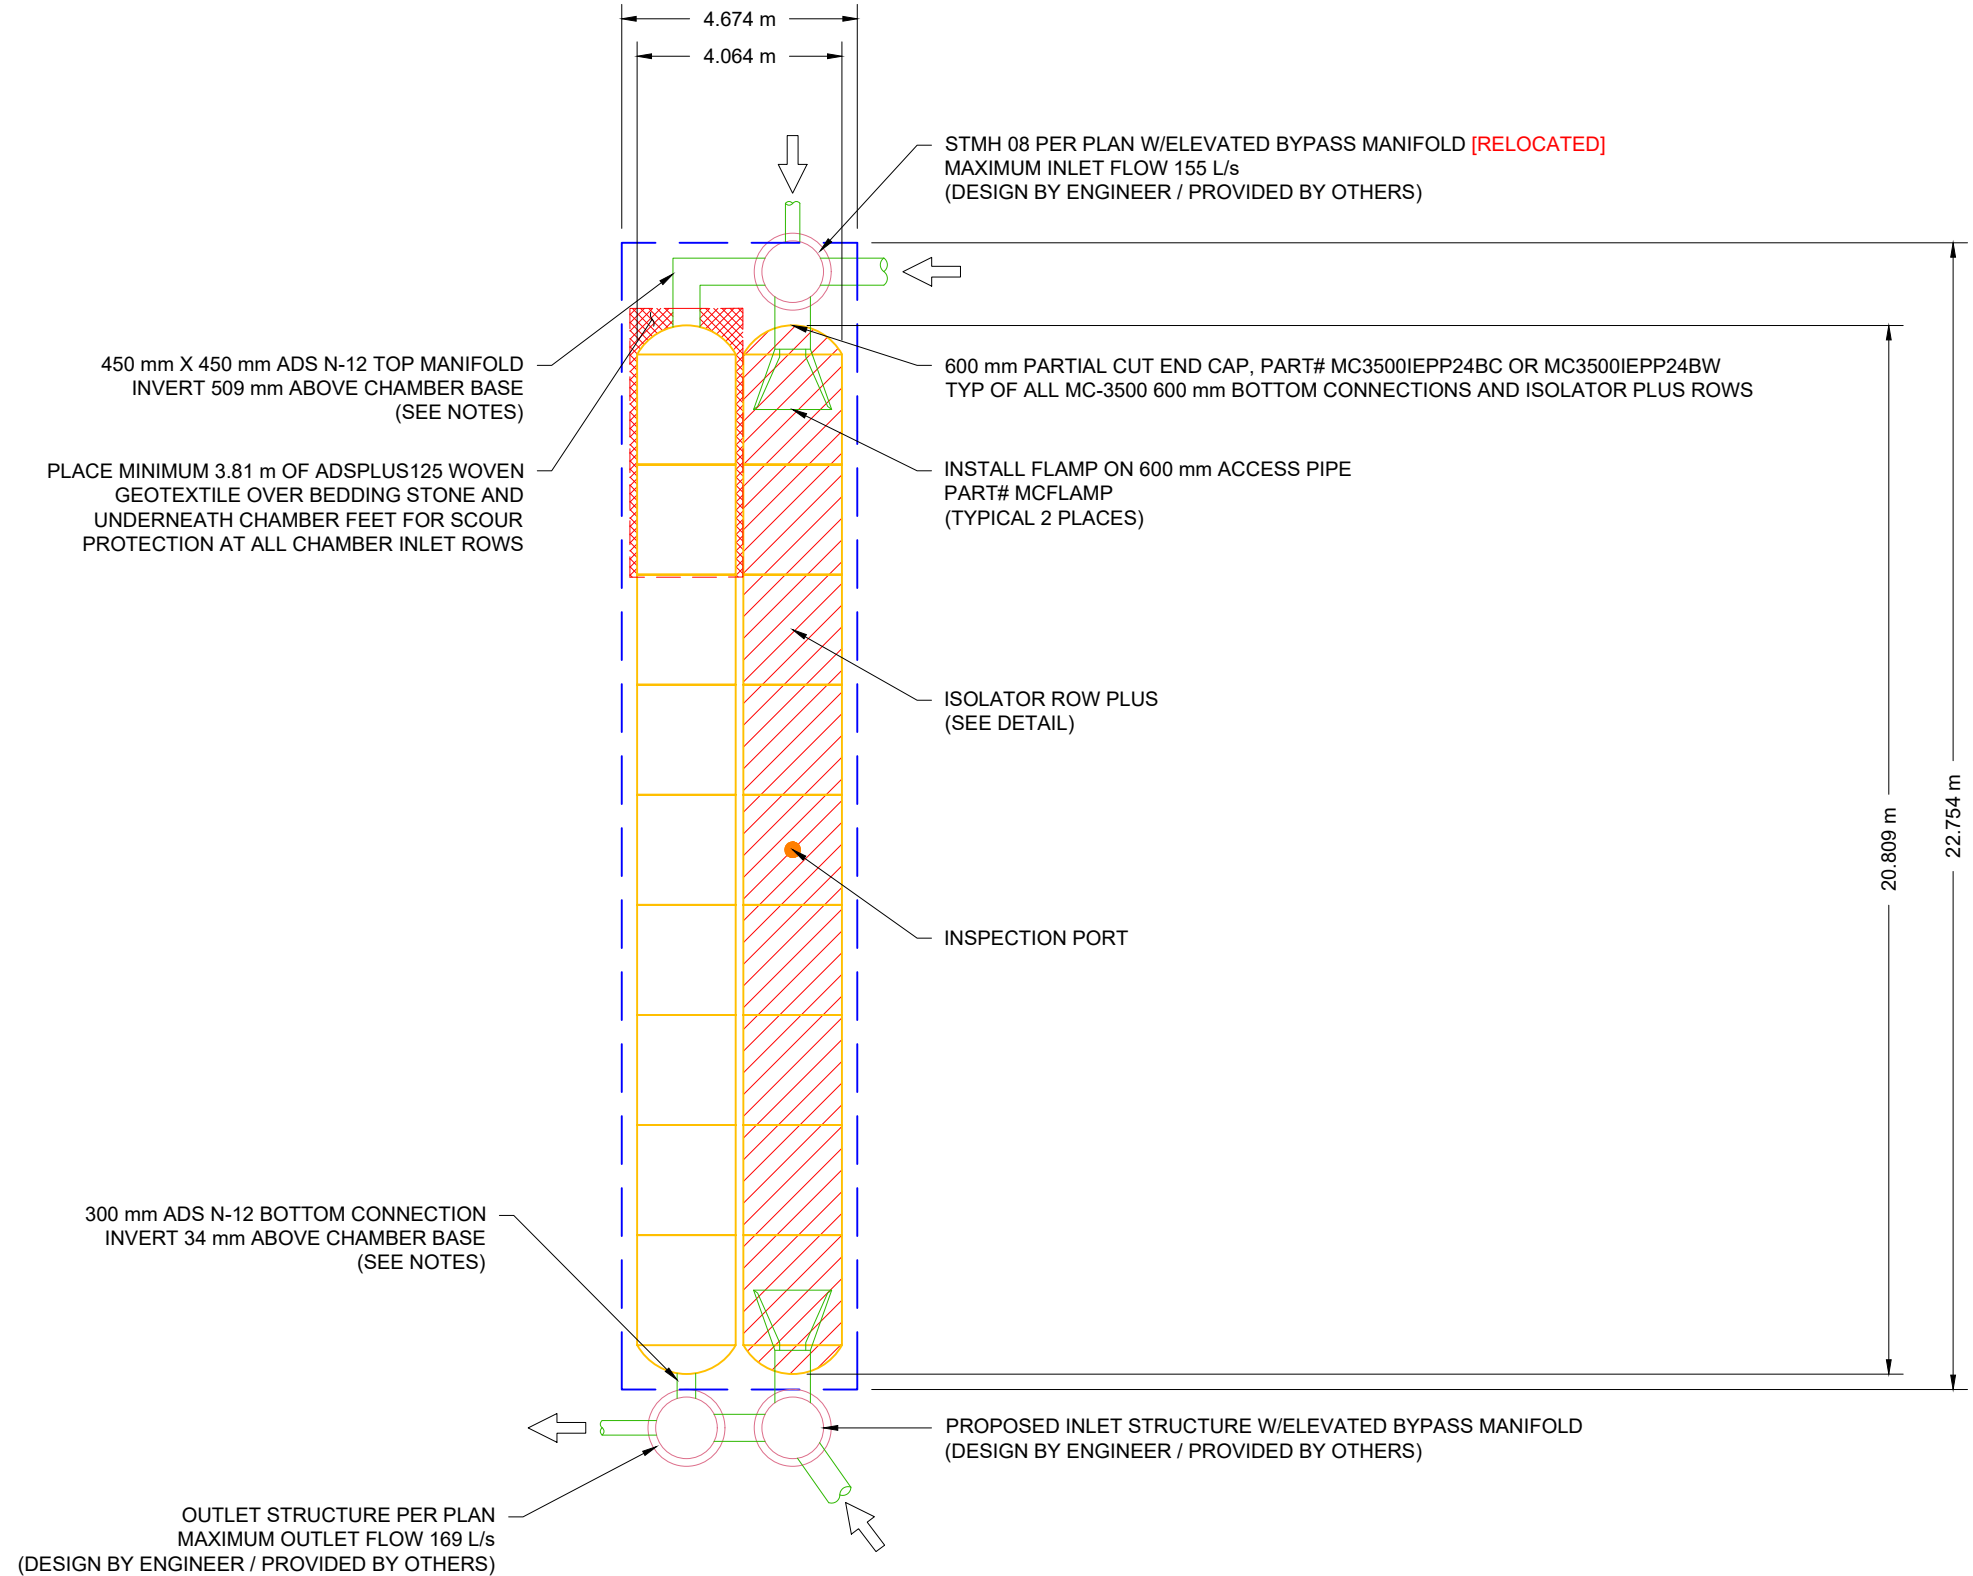 4.674 m
4.064 m
STMH 08 PER PLAN W/ELEVATED BYPASS MANIFOLD [RELOCATED]
MAXIMUM INLET FLOW 155 L/s
(DESIGN BY ENGINEER / PROVIDED BY OTHERS)
450 mm X 450 mm ADS N-12 TOP MANIFOLD
INVERT 509 mm ABOVE CHAMBER BASE
(SEE NOTES)
600 mm PARTIAL CUT END CAP, PART# MC3500IEPP24BC OR MC3500IEPP24BW
TYP OF ALL MC-3500 600 mm BOTTOM CONNECTIONS AND ISOLATOR PLUS ROWS
PLACE MINIMUM 3.81 m OF ADSPLUS125 WOVEN
GEOTEXTILE OVER BEDDING STONE AND
UNDERNEATH CHAMBER FEET FOR SCOUR
PROTECTION AT ALL CHAMBER INLET ROWS
INSTALL FLAMP ON 600 mm ACCESS PIPE
PART# MCFLAMP
(TYPICAL 2 PLACES)
ISOLATOR ROW PLUS
(SEE DETAIL)
20.809 m
22.754 m
INSPECTION PORT
300 mm ADS N-12 BOTTOM CONNECTION
INVERT 34 mm ABOVE CHAMBER BASE
(SEE NOTES)
PROPOSED INLET STRUCTURE W/ELEVATED BYPASS MANIFOLD
(DESIGN BY ENGINEER / PROVIDED BY OTHERS)
OUTLET STRUCTURE PER PLAN
MAXIMUM OUTLET FLOW 169 L/s
(DESIGN BY ENGINEER / PROVIDED BY OTHERS)